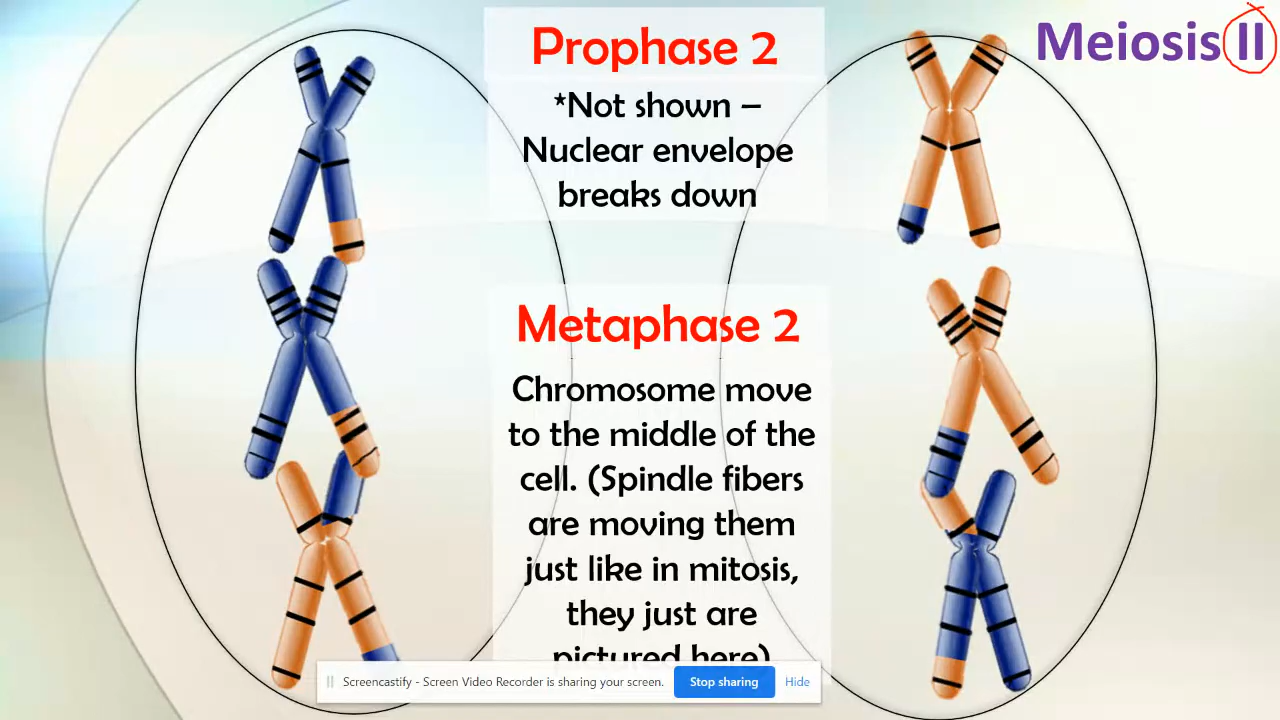 Meiosis II
Prophase 2
*Not shown –
Nuclear envelope
breaks down
Metaphase 2
Chromosome move
to the middle of the
cell. (Spindle fibers
are moving them
just like in mitosis,
they just are
pictured here)
Screencastify - Screen Video Recorder is sharing your screen.
Stop sharing
Hide